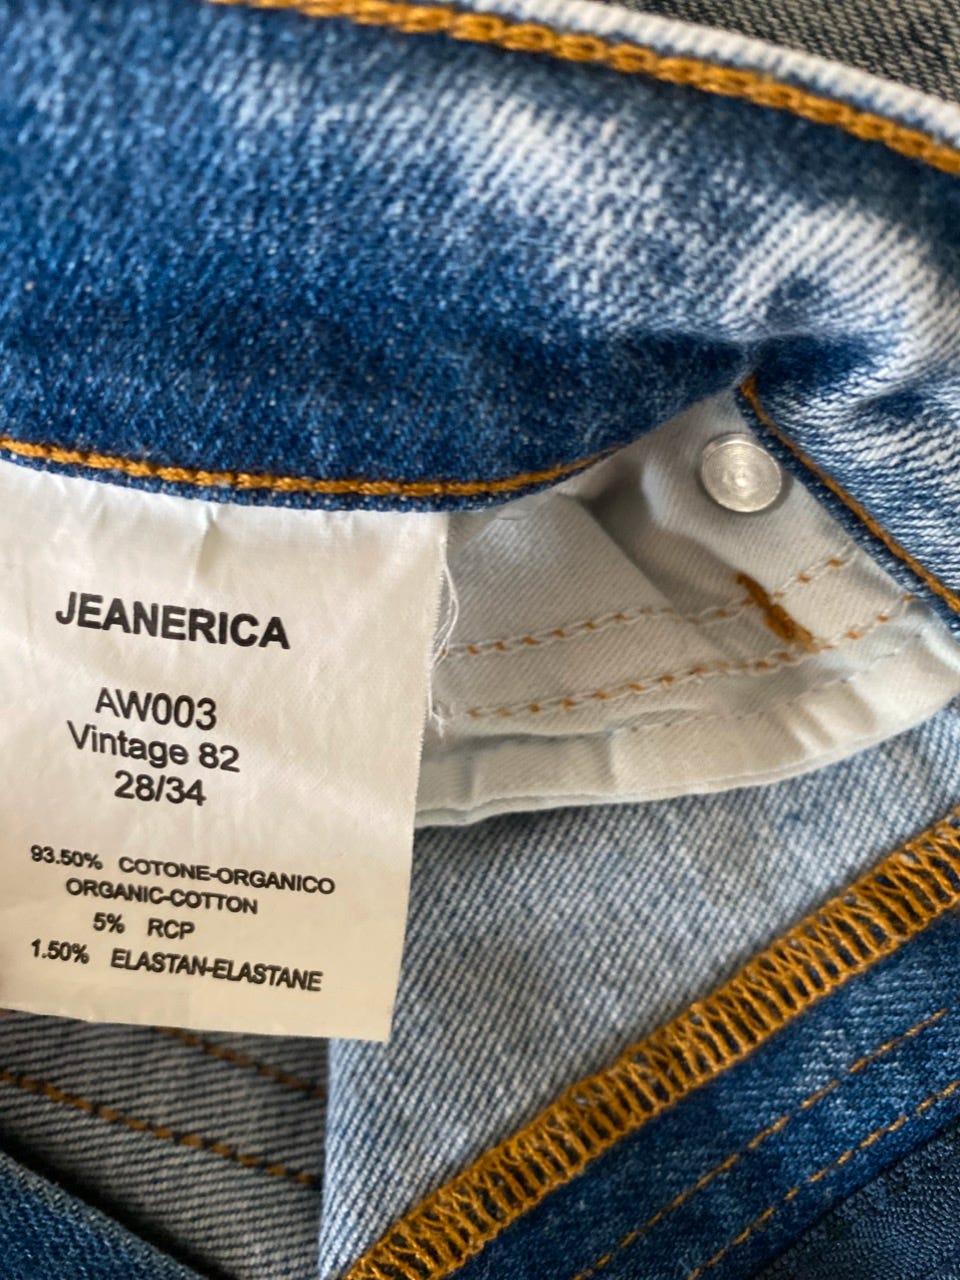 JEANERICA
AW003
Vintage 82
28/34
93.50% COTONE-ORGANICO
ORGANIC-COTTON
5% RCP
1.50% ELASTAN-ELASTANE